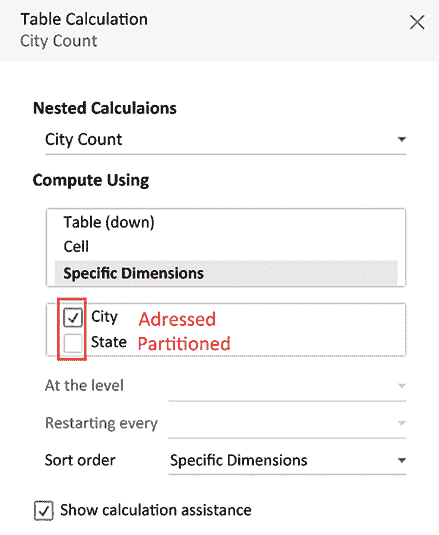 Table Calculation
City Count
Nested Calculaions
City Count
Compute Using
Table (down)
Cell
Specific Dimensions
City Adressed
State Partitioned
At the level
Restarting every
Sort order Specific Dimensions
Show calculation assistance